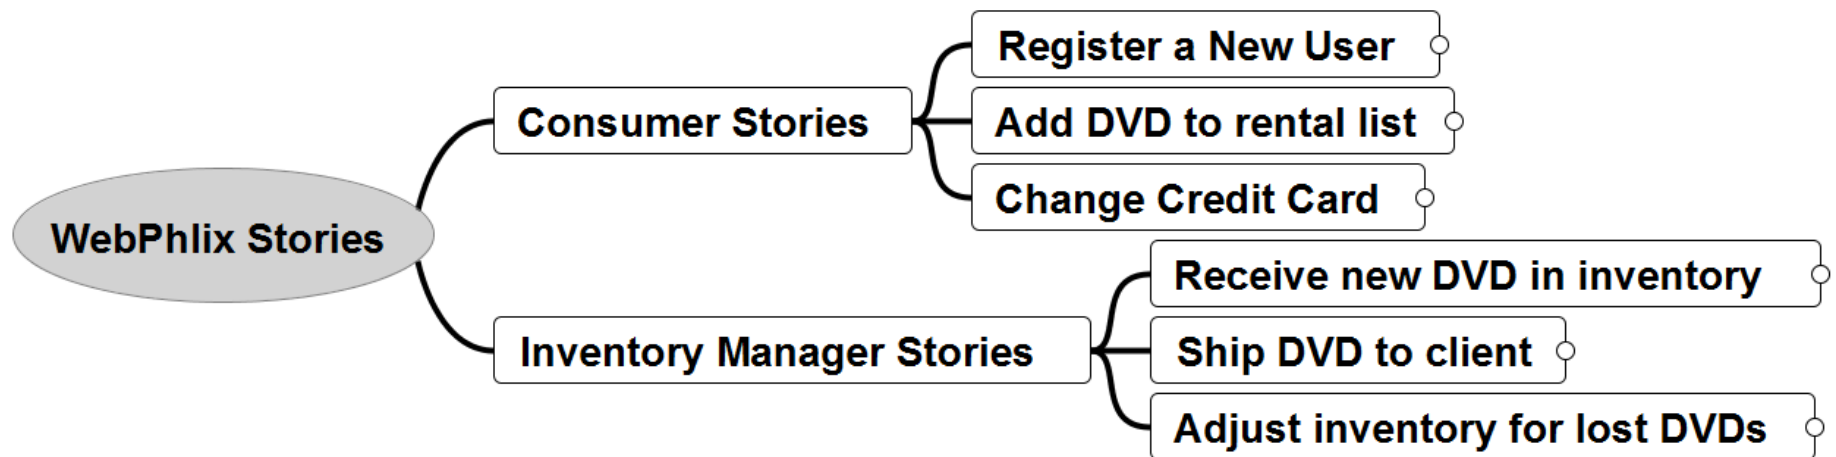 WebPhlix Stories
Consumer Stories
Register a New User
Add DVD to rental list
Change Credit Card
Inventory Manager Stories
Receive new DVD in inventory
Ship DVD to client
Adjust inventory for lost DVDs